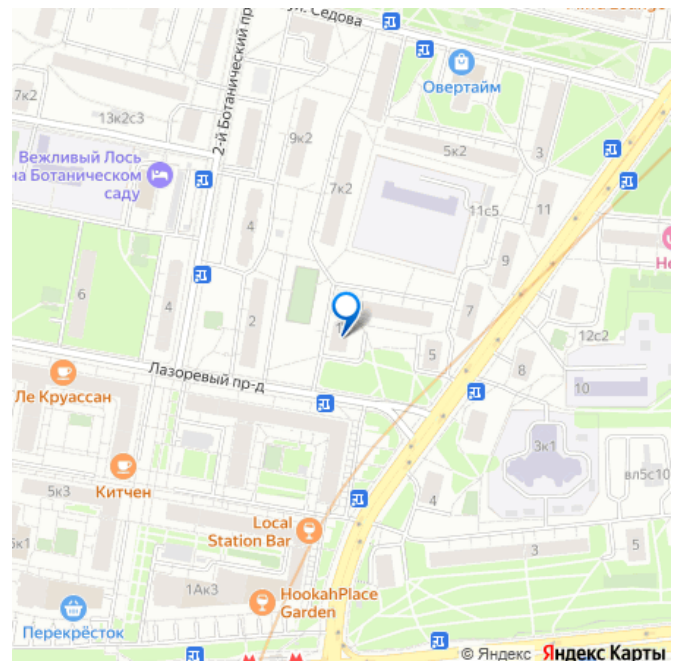 ул. Седова
7к2
13к2с3
2-й Ботанический пр
9к2
Овертайм
5к2
3
Вежливый Лось
на Ботаническом
саду
7к2
11с5
11
4
9
6
4
2
1
7
5
12с2
8
10
Лазоревый пр-д
Ле Круассан
3к1
вл5с10
Китчен
5к3
4
Local
Station Bar
3
5
1Ак3
HookahPlace
Garden
Перекрёсток
© Яндекс Яндекс Карты